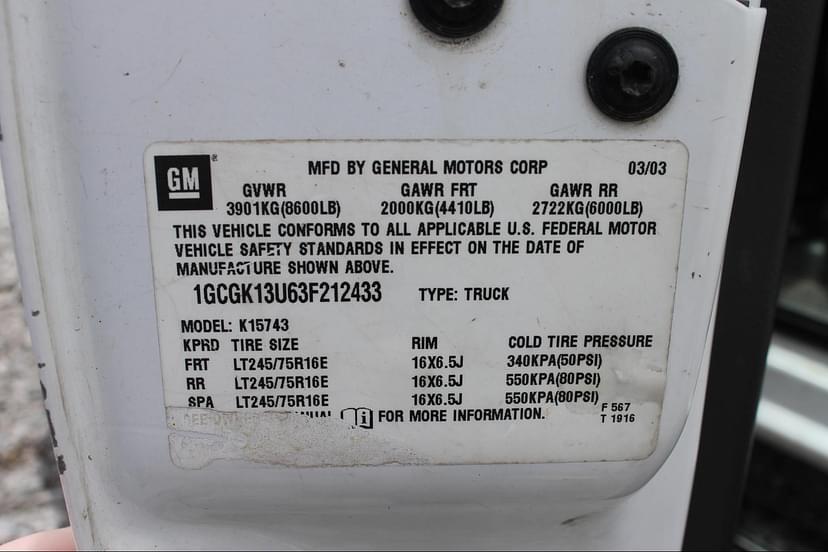 GM ® MFD BY GENERAL MOTORS CORP 03/03
GVWR GAWR FRT GAWR RR
3901KG(8600LB) 2000KG(4410LB) 2722KG(6000LB)
THIS VEHICLE CONFORMS TO ALL APPLICABLE U.S. FEDERAL MOTOR
VEHICLE SAFETY STANDARDS IN EFFECT ON THE DATE OF
MANUFACTURE SHOWN ABOVE.
1GCGK13U63F212433 TYPE: TRUCK
MODEL: K15743
KPRD TIRE SIZE RIM COLD TIRE PRESSURE
FRT LT245/75R16E 16X6.5J 340KPA(50PSI)
RR LT245/75R16E 16X6.5J 550KPA(80PSI)
SPA LT245/75R16E 16X6.5J 550KPA(80PSI)
FOR MORE INFORMATION. F 567
T 1916